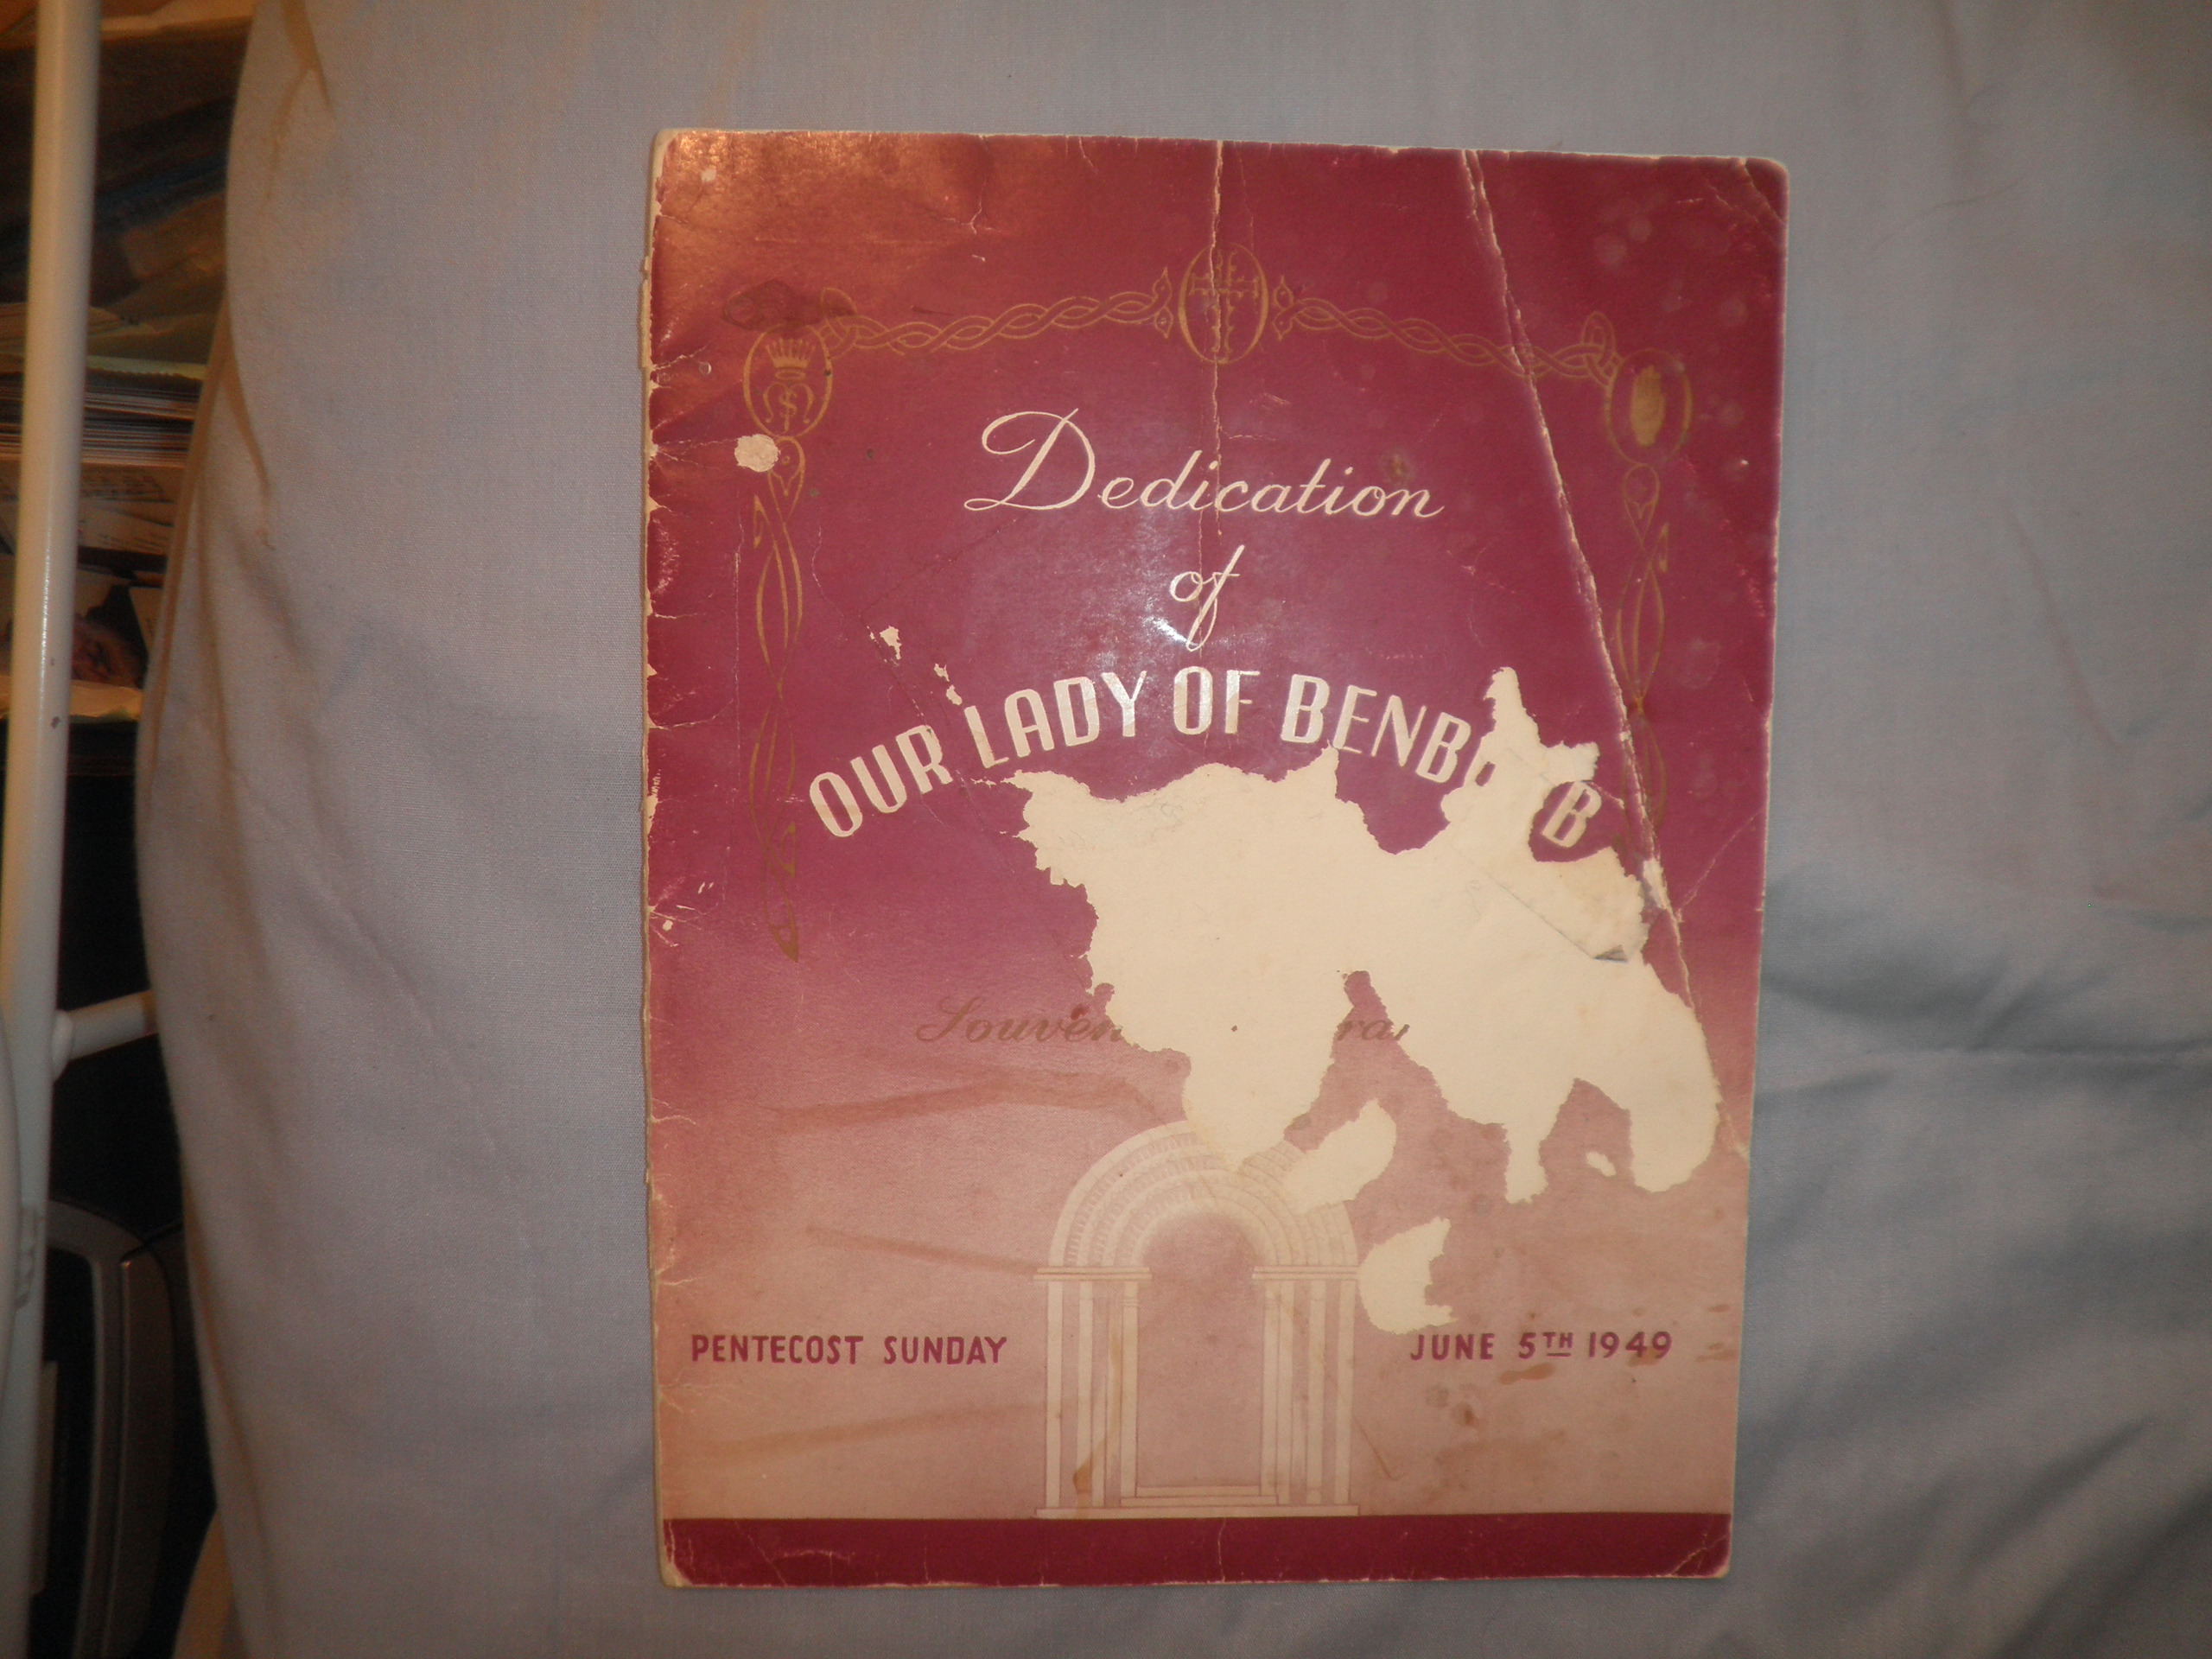 Dedication
of
OUR LADY OF BENB
PENTECOST SUNDAY
JUNE 5TH 1949